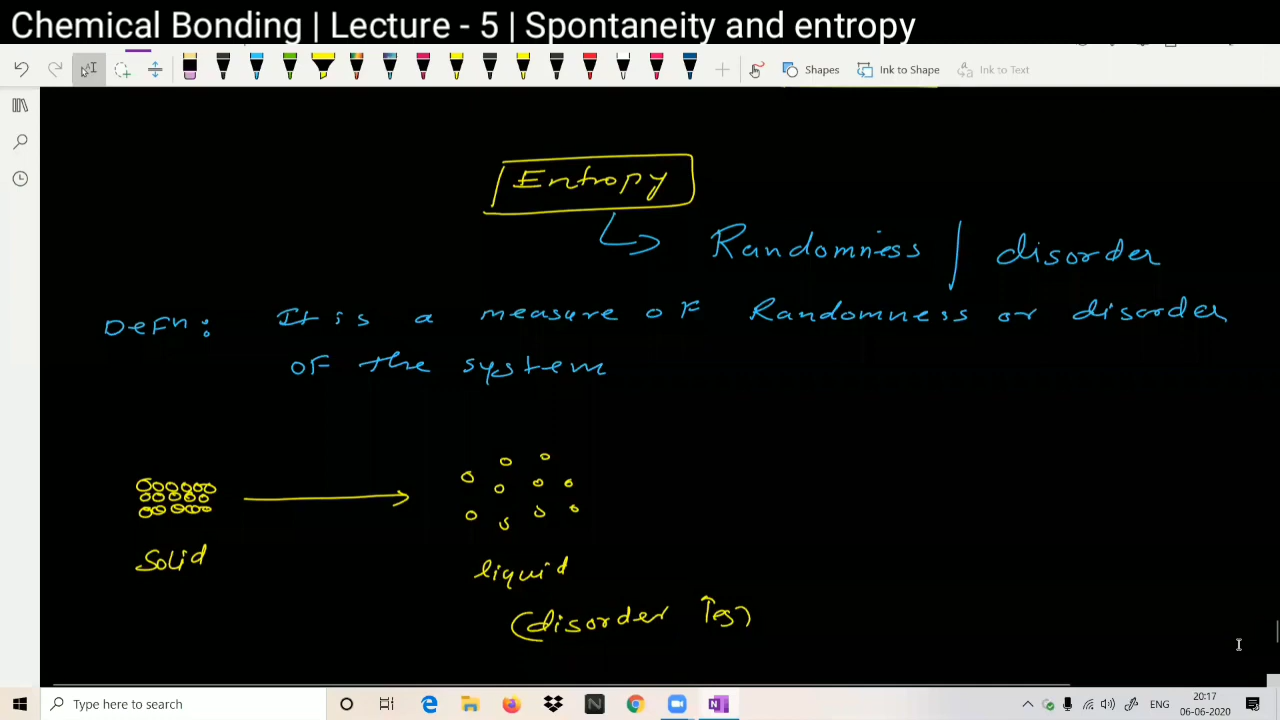 Chemical Bonding | Lecture - 5 | Spontaneity and entropy
Shapes
Ink to Shape
Ink to Text
Entropy
Randomness / disorder
DeFn: It is a measure oF Randomness or disorder
oF the system
Solid
liquid
(disorder ↑es)
Type here to search
ENG
20:17
06-06-2020